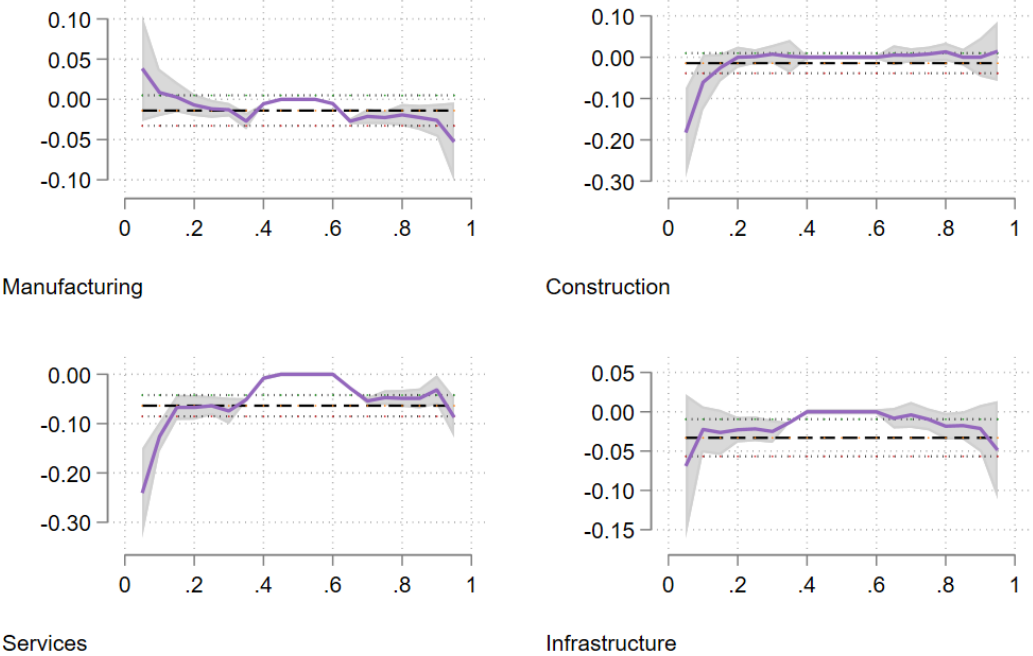 0.10
0.05
0.00
-0.05
-0.10
0 .2 .4 .6 .8 1
Manufacturing
0.10
0.00
-0.10
-0.20
-0.30
0 .2 .4 .6 .8 1
Construction
0.00
-0.10
-0.20
-0.30
0 .2 .4 .6 .8 1
Services
0.05
0.00
-0.05
-0.10
-0.15
0 .2 .4 .6 .8 1
Infrastructure